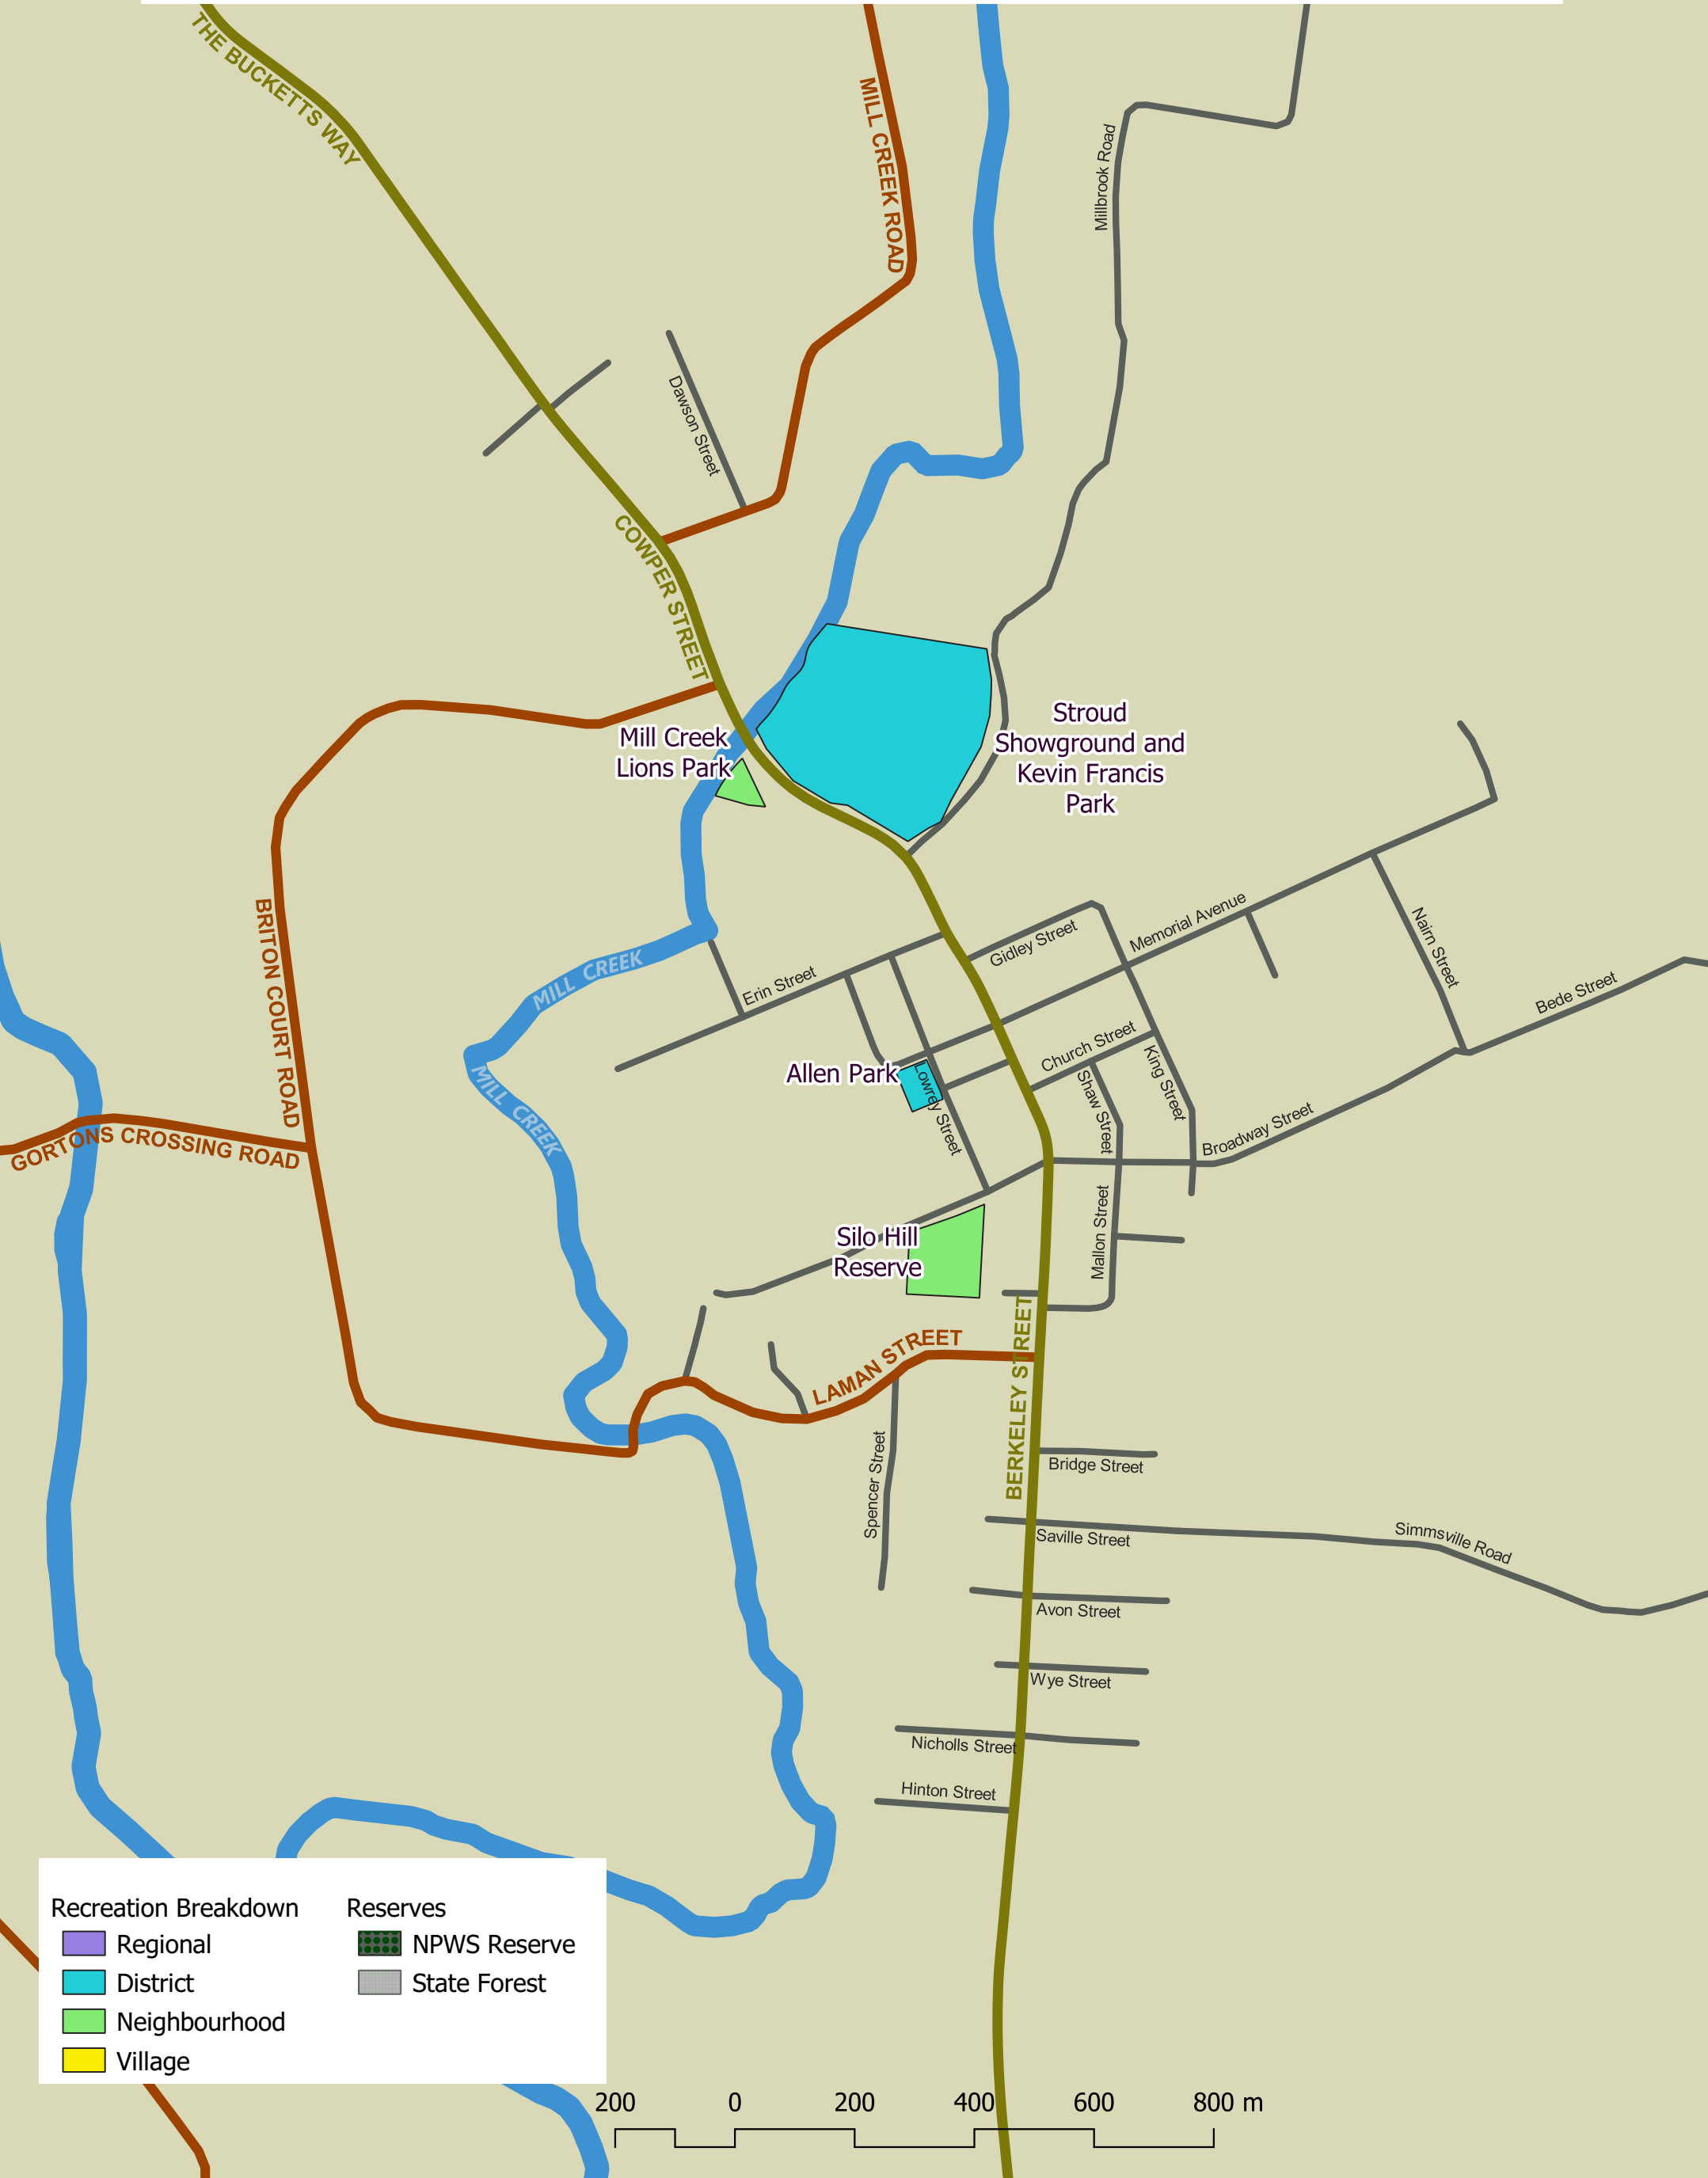 THE BUCKETTS WAY
MILL CREEK ROAD
Millbrook Road
Dawson Street
COWPER STREET
Mill Creek
Lions Park
Stroud
Showground and
Kevin Francis
Park
BRITON COURT ROAD
MILL CREEK
Erin Street
Gidley Street
Memorial Avenue
Nairn Street
Bede Street
Church Street
King Street
Shaw Street
Allen Park
Lowrey Street
MILL CREEK
GORTONS CROSSING ROAD
Broadway Street
Mallon Street
Silo Hill
Reserve
LAMAN STREET
BERKELEY STREET
Spencer Street
Bridge Street
Saville Street
Simmsville Road
Avon Street
Wye Street
Nicholls Street
Hinton Street
Recreation Breakdown
Regional
District
Neighbourhood
Village
Reserves
NPWS Reserve
State Forest
200 0 200 400 600 800 m